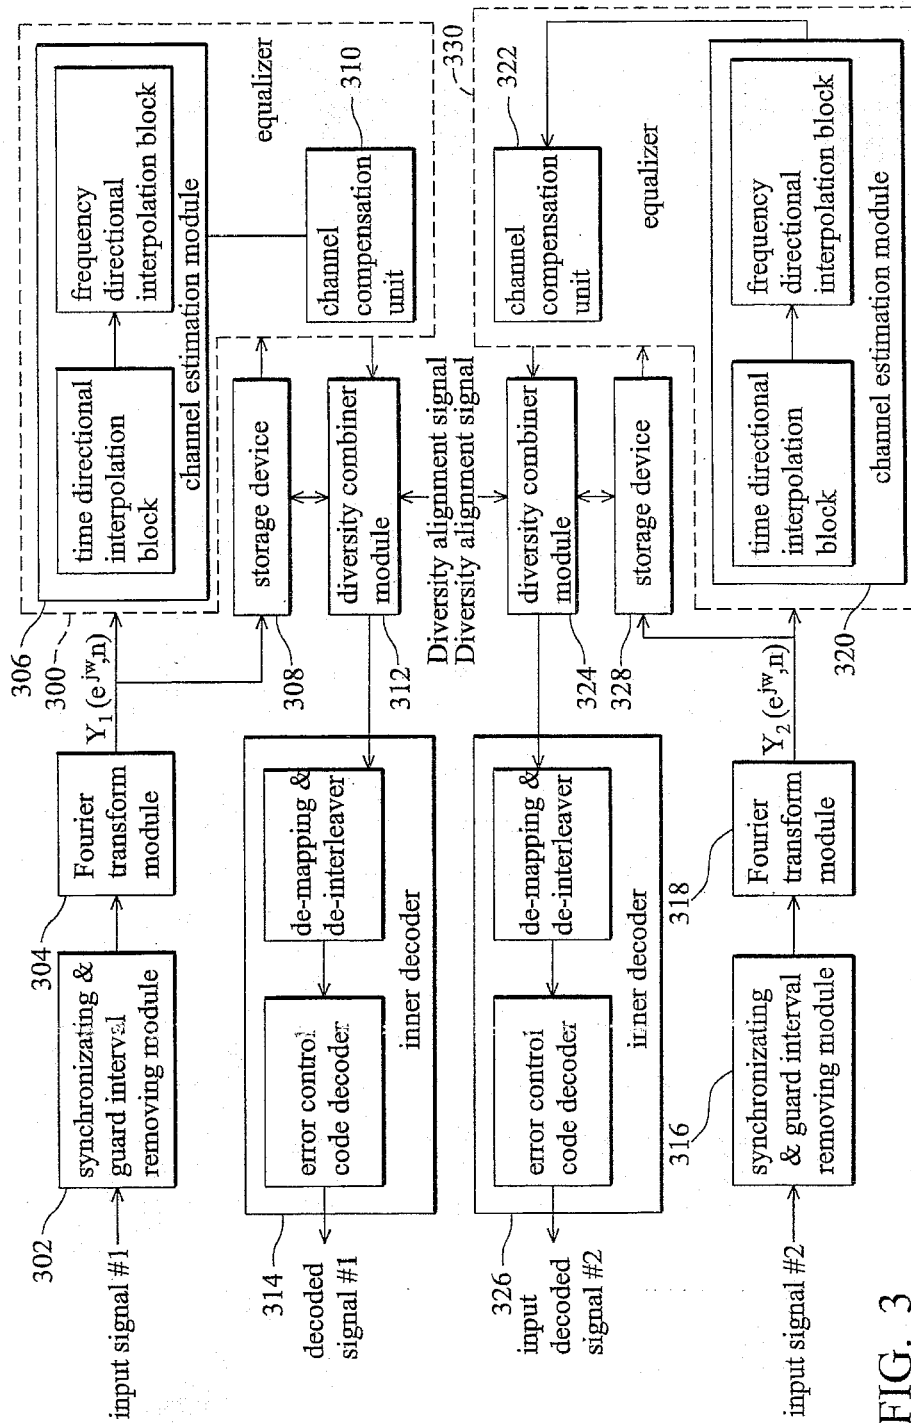 input signal #1
302
synchronizating &
guard interval
removing module
304
Fourier
transform
module
Y1 (e^jw,n)
306
300
time directional
interpolation
block
frequency
directional
interpolation block
channel estimation module
equalizer
308
storage device
channel
compensation
unit
310
312
diversity combiner
module
314
de-mapping &
de-interleaver
error control
code decoder
inner decoder
decoded
signal #1
Diversity alignment signal
Diversity alignment signal
330
322
channel
compensation
unit
equalizer
324
diversity combiner
module
328
storage device
326
de-mapping &
de-interleaver
error control
code decoder
inner decoder
input
decoded
signal #2
input signal #2
316
synchronizating
& guard interval
removing module
318
Fourier
transform
module
Y2 (e^jw,n)
320
time directional
interpolation
block
frequency
directional
interpolation block
channel estimation module
FIG. 3